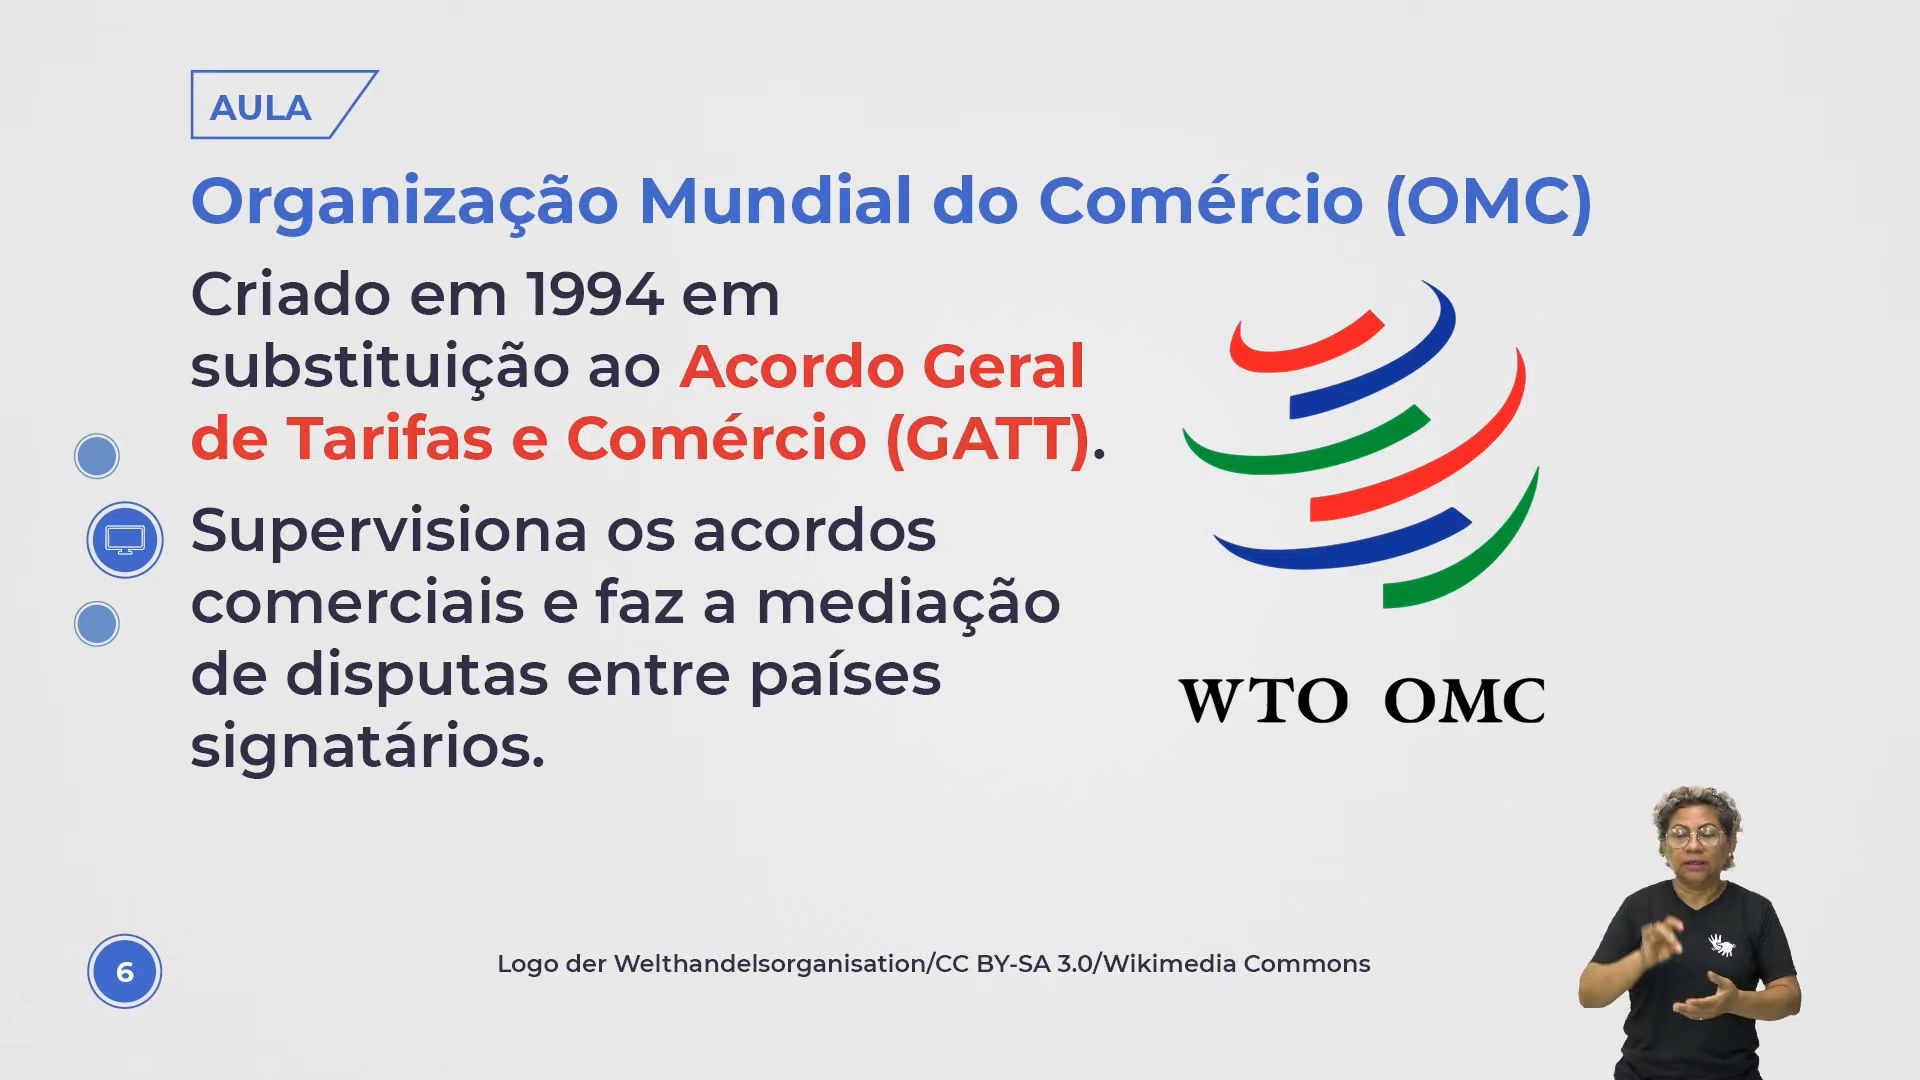 AULA
Organização Mundial do Comércio (OMC)
Criado em 1994 em
substituição ao Acordo Geral
de Tarifas e Comércio (GATT).
Supervisiona os acordos
comerciais e faz a mediação
de disputas entre países
signatários.
WTO OMC
6
Logo der Welthandelsorganisation/CC BY-SA 3.0/Wikimedia Commons